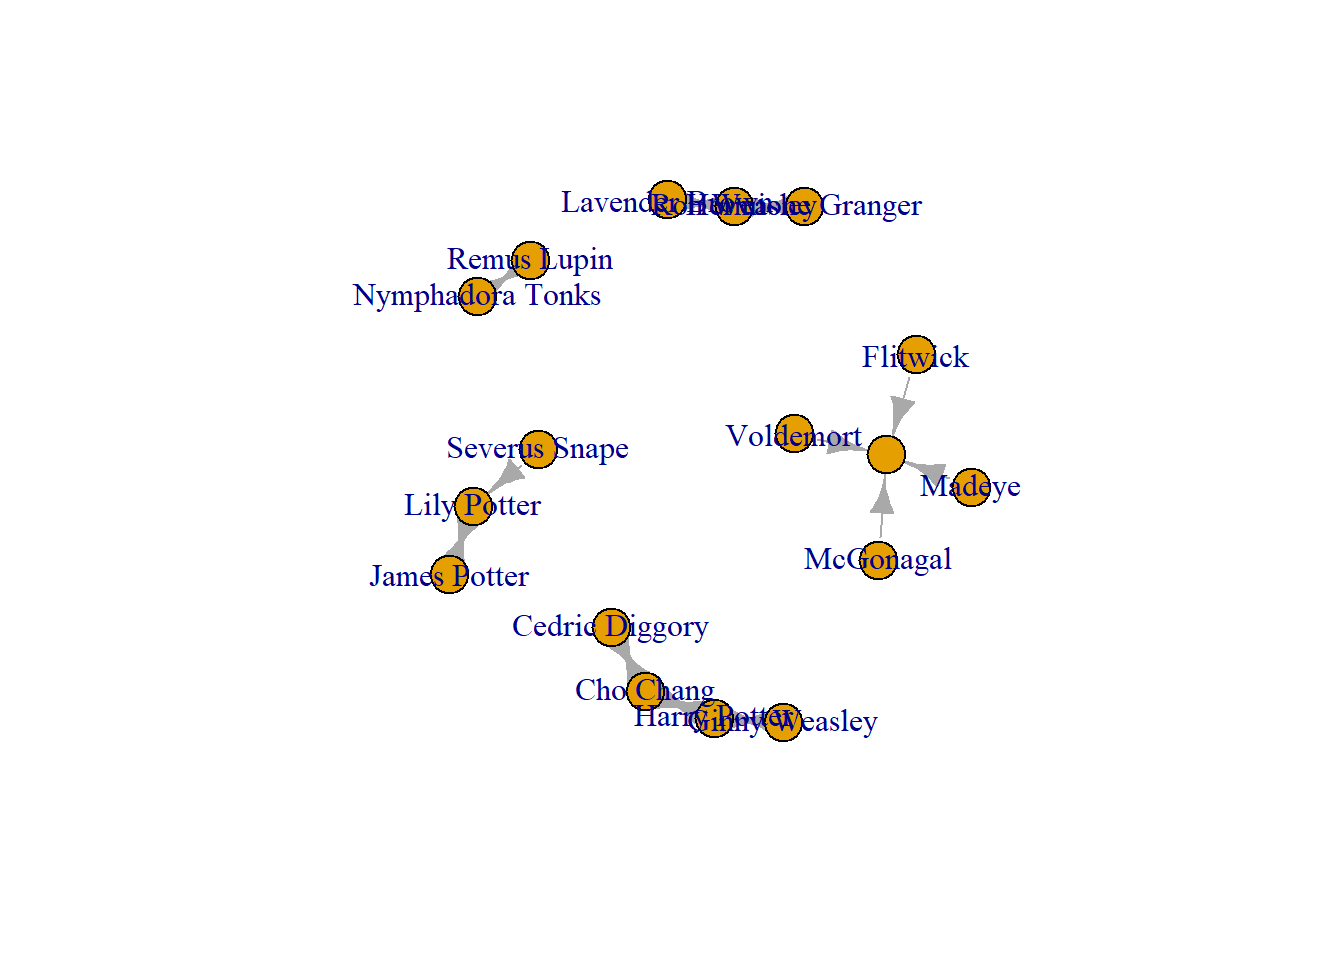 Lavender Brown
Ron Weasley
Hermione Granger
Remus Lupin
Nymphadora Tonks
Flitwick
Voldemort
Severus Snape
Madeye
Lily Potter
McGonagal
James Potter
Cedric Diggory
Cho Chang
Harry Potter
Ginny Weasley